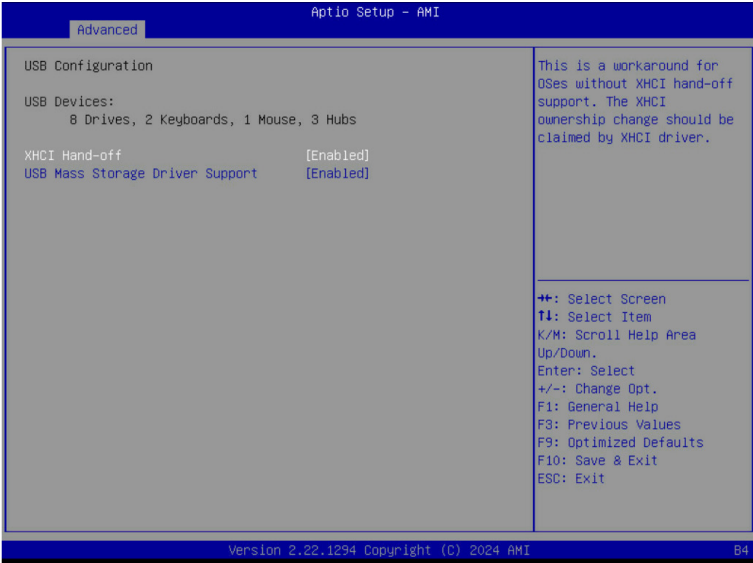 Aptio Setup - AMI
Advanced
USB Configuration
USB Devices:
8 Drives, 2 Keyboards, 1 Mouse, 3 Hubs
XHCI Hand-off [Enabled]
USB Mass Storage Driver Support [Enabled]
This is a workaround for
OSes without XHCI hand-off
support. The XHCI
ownership change should be
claimed by XHCI driver.
→←: Select Screen
↑↓: Select Item
K/M: Scroll Help Area
Up/Down.
Enter: Select
+/-: Change Opt.
F1: General Help
F3: Previous Values
F9: Optimized Defaults
F10: Save & Exit
ESC: Exit
Version 2.22.1294 Copyright (C) 2024 AMI
B4